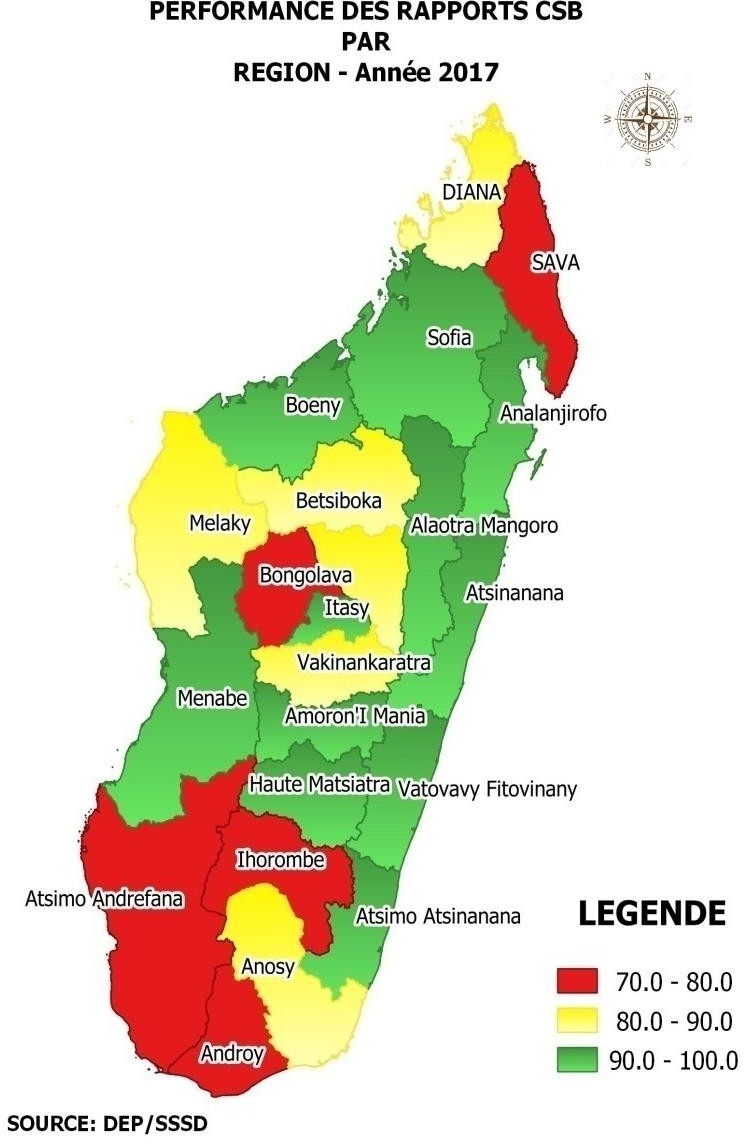 PERFORMANCE DES RAPPORTS CSB
PAR
REGION - Année 2017
N
W
E
S
DIANA
SAVA
Sofia
Boeny
Analanjirofo
Betsiboka
Melaky
Alaotra Mangoro
Bongolava
Atsinanana
Itasy
Vakinankaratra
Menabe
Amoron'I Mania
Haute Matsiatra
Vatovavy Fitovinany
Ihorombe
Atsimo Andrefana
Atsimo Atsinanana
LEGENDE
Anosy
70.0 - 80.0
80.0 - 90.0
Androy
90.0 - 100.0
SOURCE: DEP/SSSD